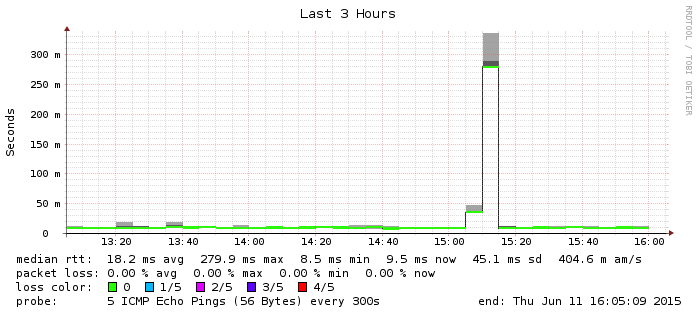 Last 3 Hours
RRDTOOL / TOBI OETIKER
Seconds
300 m
250 m
200 m
150 m
100 m
50 m
0
13:20 13:40 14:00 14:20 14:40 15:00 15:20 15:40 16:00
median rtt: 18.2 ms avg 279.9 ms max 8.5 ms min 9.5 ms now 45.1 ms sd 404.6 m am/s
packet loss: 0.00 % avg 0.00 % max 0.00 % min 0.00 % now
loss color: 0 1/5 2/5 3/5 4/5
probe: 5 ICMP Echo Pings (56 Bytes) every 300s end: Thu Jun 11 16:05:09 2015